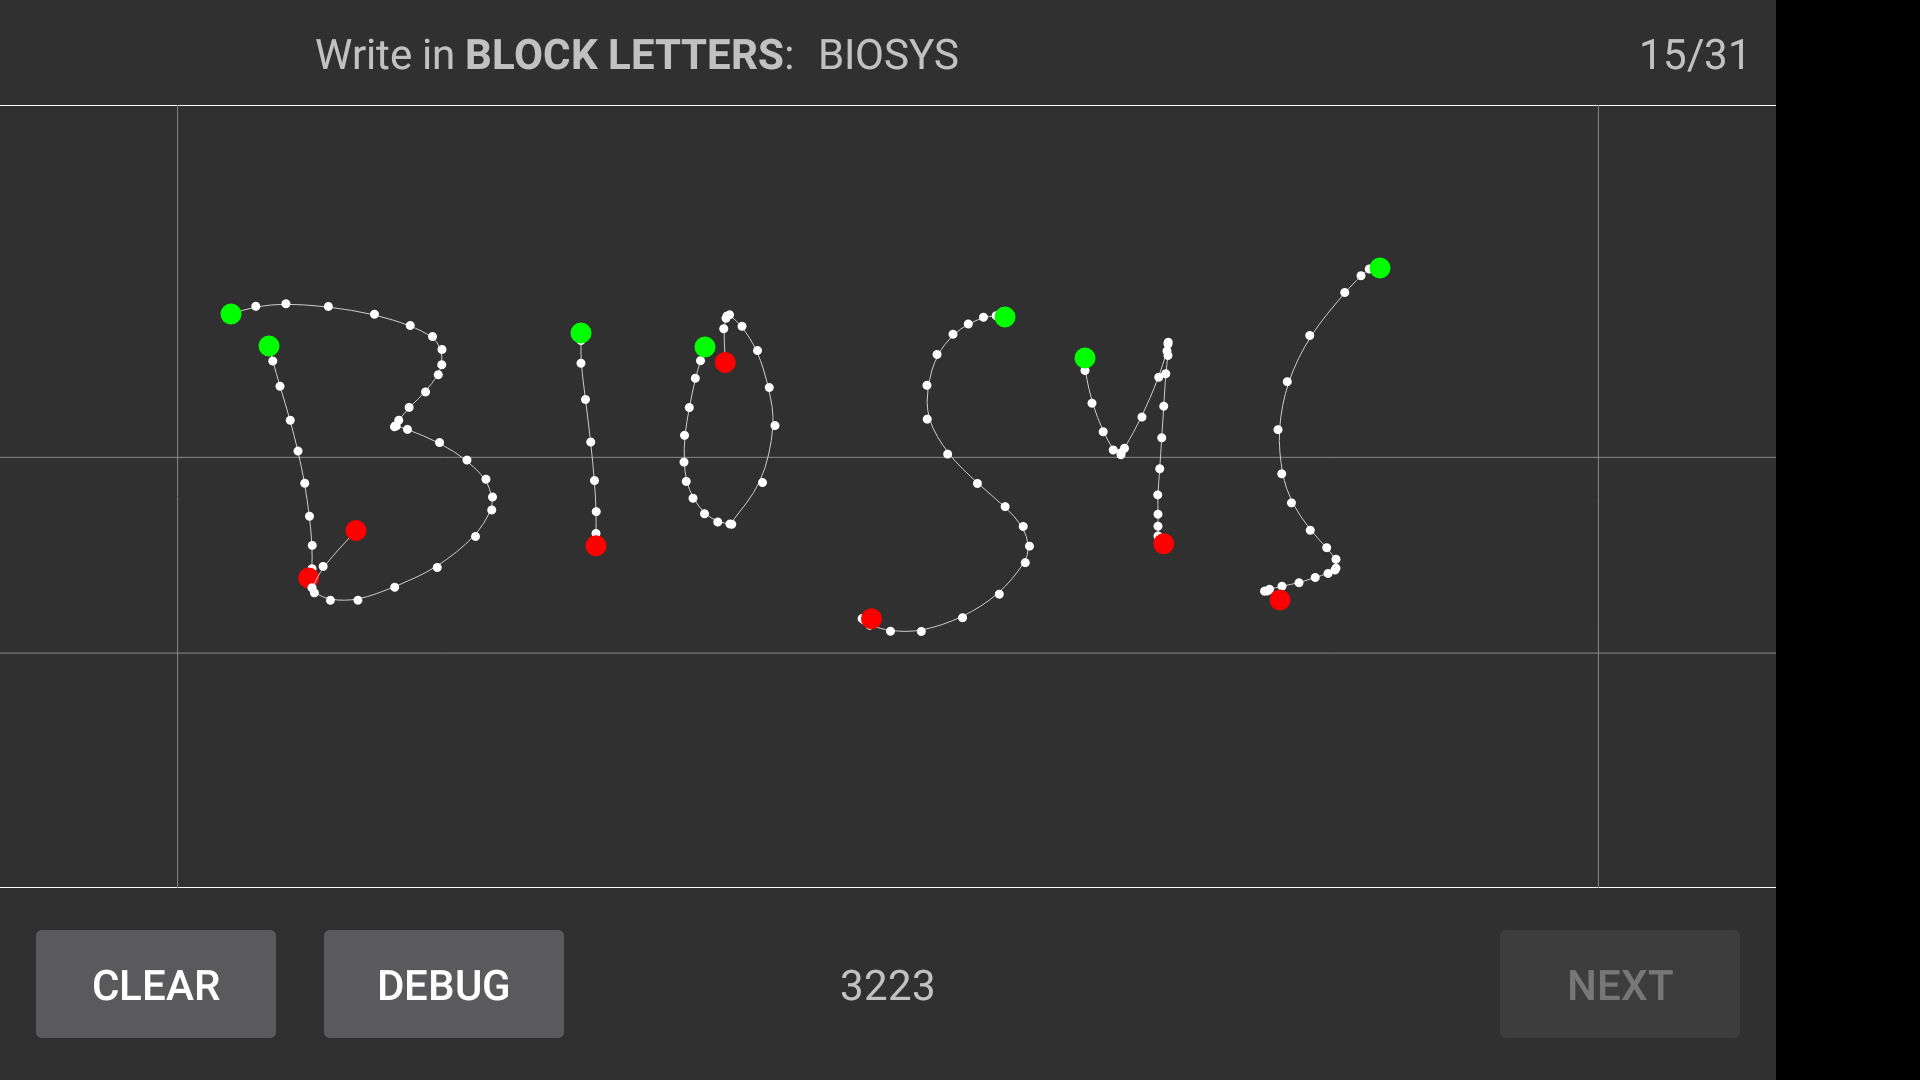 Write in BLOCK LETTERS: BIOSYS 15/31
BIOSYS
CLEAR DEBUG 3223 NEXT